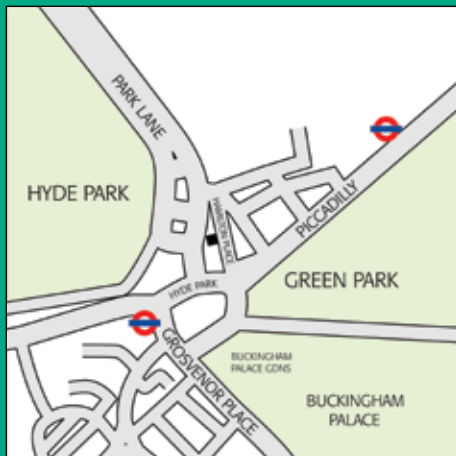 PARK LANE
HYDE PARK
HAMILTON PLACE
PICCADILLY
GREEN PARK
HYDE PARK
GROSVENOR PLACE
BUCKINGHAM
PALACE GDNS
BUCKINGHAM
PALACE